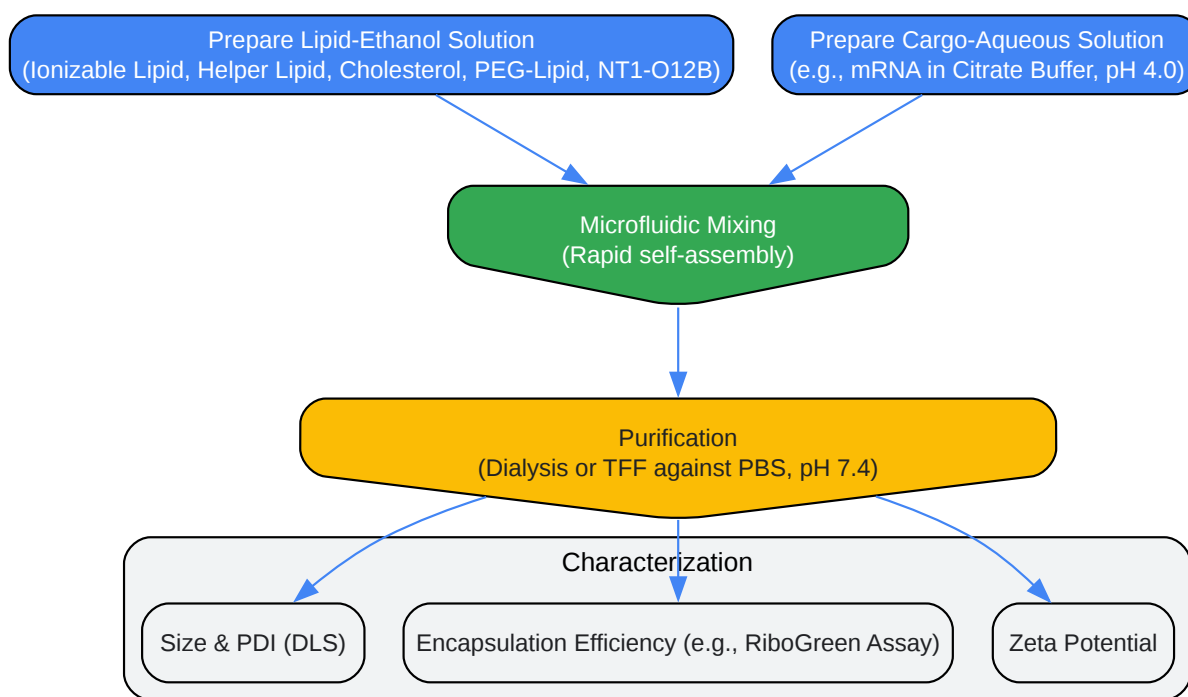 Prepare Lipid-Ethanol Solution
(Ionizable Lipid, Helper Lipid, Cholesterol, PEG-Lipid, NT1-O12B)
Prepare Cargo-Aqueous Solution
(e.g., mRNA in Citrate Buffer, pH 4.0)
Microfluidic Mixing
(Rapid self-assembly)
Purification
(Dialysis or TFF against PBS, pH 7.4)
Characterization
Size & PDI (DLS)
Encapsulation Efficiency (e.g., RiboGreen Assay)
Zeta Potential